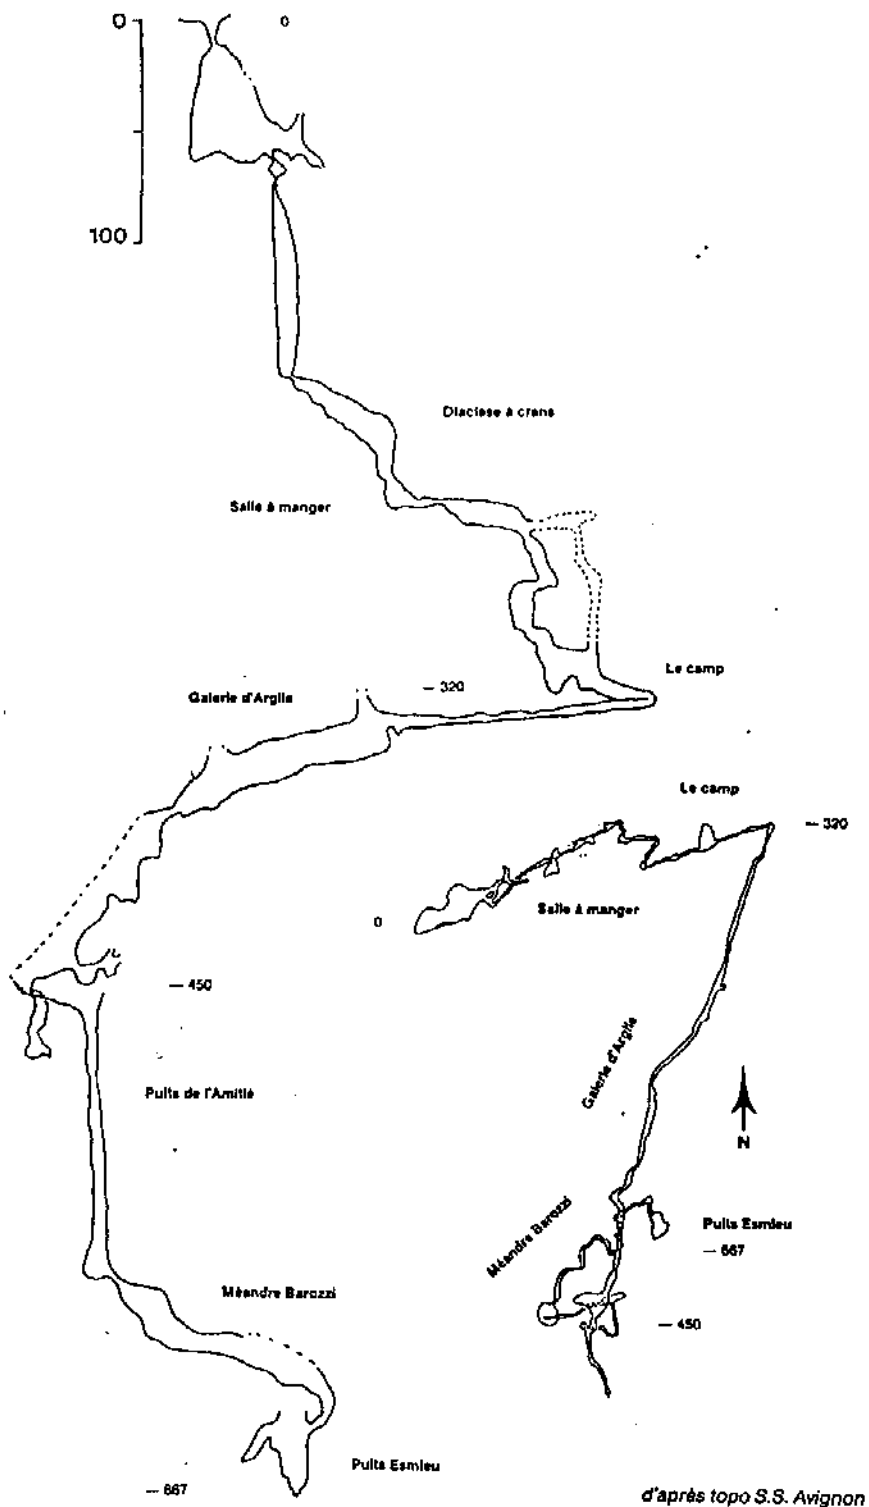 0
0
100
Diaclase à crans
Salle à manger
Le camp
— 320
Galerie d'Argile
Le camp
— 320
Salle à manger
0
— 450
Galerie d'Argile
Puits de l'Amitié
N
Méandre Barozzi
Puits Esmieu
— 667
Méandre Barozzi
— 450
Puits Esmieu
— 667
d'après topo S.S. Avignon